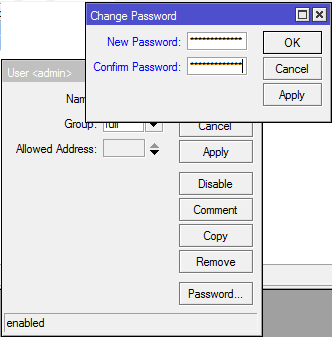 Change Password
New Password: *************
OK
Confirm Password: *************
Cancel
Apply
User <admin>
Group: full
Cancel
Allowed Address:
Apply
Disable
Comment
Copy
Remove
Password...
enabled